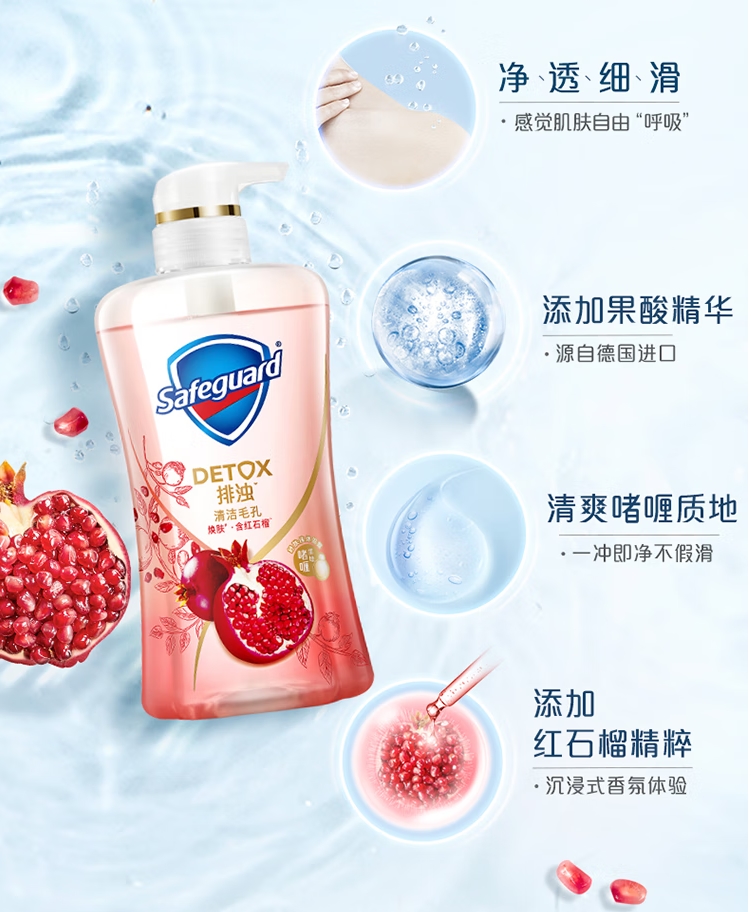 净、透、细、滑
·感觉肌肤自由“呼吸”
添加果酸精华
·源自德国进口
Safeguard®
DETOX
排浊™
清洁毛孔
焕肤⁺·含红石榴^
啫喱
清爽啫喱质地
·一冲即净不假滑
添加
红石榴精粹
·沉浸式香氛体验